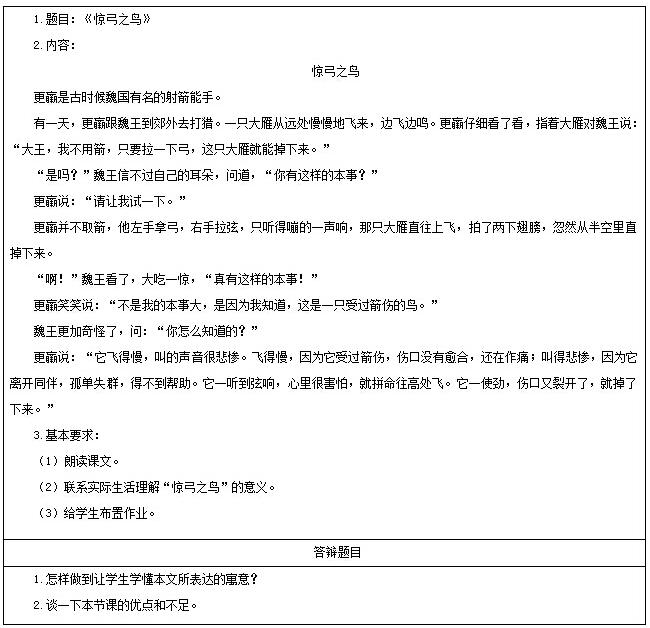 1.题目：《惊弓之鸟》
2.内容：
惊弓之鸟
更羸是古时候魏国有名的射箭能手。
有一天，更羸跟魏王到郊外去打猎。一只大雁从远处慢慢地飞来，边飞边鸣。更羸仔细看了看，指着大雁对魏王说：
“大王，我不用箭，只要拉一下弓，这只大雁就能掉下来。”
“是吗？”魏王信不过自己的耳朵，问道，“你有这样的本事？”
更羸说：“请让我试一下。”
更羸并不取箭，他左手拿弓，右手拉弦，只听得嘣的一声响，那只大雁直往上飞，拍了两下翅膀，忽然从半空里直
掉下来。
“啊！”魏王看了，大吃一惊，“真有这样的本事！”
更羸笑笑说：“不是我的本事大，是因为我知道，这是一只受过箭伤的鸟。”
魏王更加奇怪了，问：“你怎么知道的？”
更羸说：“它飞得慢，叫的声音很悲惨。飞得慢，因为它受过箭伤，伤口没有愈合，还在作痛；叫得悲惨，因为它
离开同伴，孤单失群，得不到帮助。它一听到弦响，心里很害怕，就拼命往高处飞。它一使劲，伤口又裂开了，就掉了
下来。”
3.基本要求：
（1）朗读课文。
（2）联系实际生活理解“惊弓之鸟”的意义。
（3）给学生布置作业。
答辩题目
1.怎样做到让学生学懂本文所表达的寓意？
2.谈一下本节课的优点和不足。